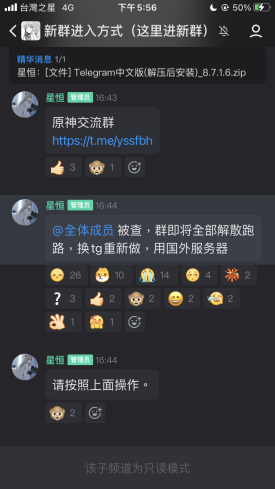 台灣之星 4G 下午 5:56 50%
新群进入方式（这里进新群）
精华消息 1/1
星恒：[文件] Telegram中文版(解压后安装)_8.7.1.6.zip
星恒 管理员 16:43
原神交流群
https://t.me/yssfbh
3 1
星恒 管理员 16:44
@全体成员 被查，群即将全部解散跑
路，换tg重新做，用国外服务器
26 10 14 4 2
3 2 2 2 2
1 1
星恒 管理员 16:44
请按照上面操作。
2
该子频道为只读模式